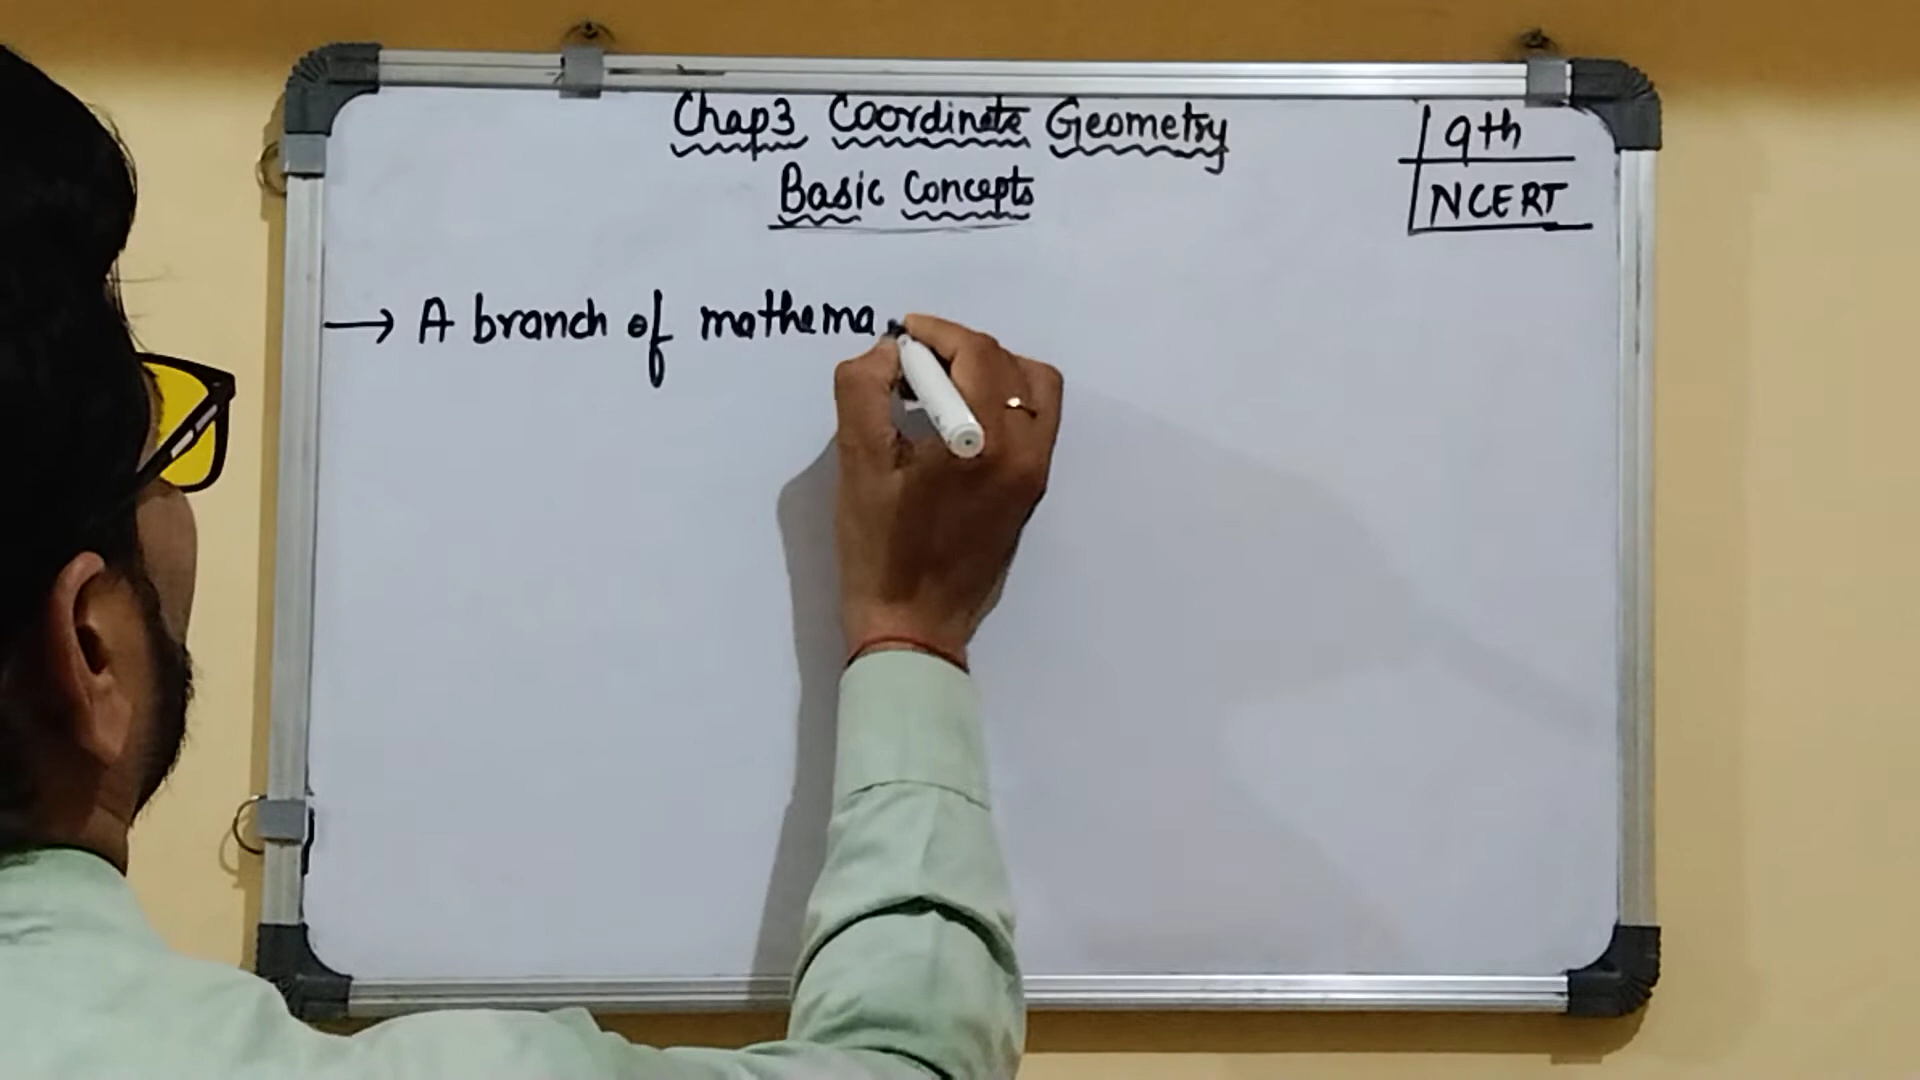 Chap3 Coordinate Geometry
Basic Concepts
9th
NCERT
→ A branch of mathema